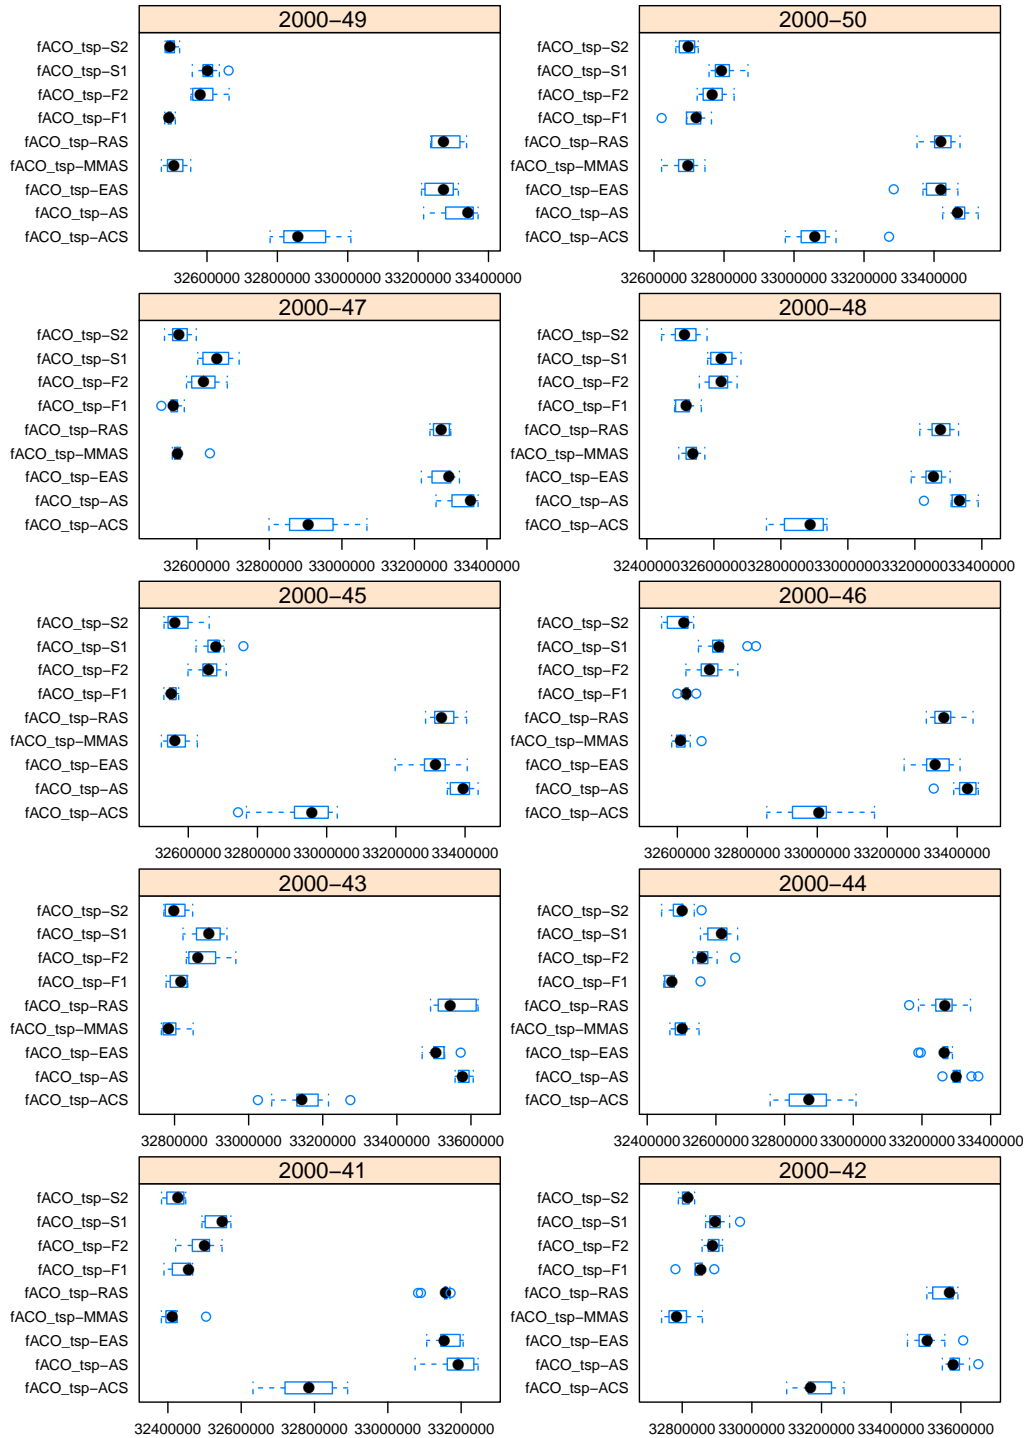 2000−49
fACO_tsp−S2
fACO_tsp−S1
fACO_tsp−F2
fACO_tsp−F1
fACO_tsp−RAS
fACO_tsp−MMAS
fACO_tsp−EAS
fACO_tsp−AS
fACO_tsp−ACS
32600000 32800000 33000000 33200000 33400000
2000−50
fACO_tsp−S2
fACO_tsp−S1
fACO_tsp−F2
fACO_tsp−F1
fACO_tsp−RAS
fACO_tsp−MMAS
fACO_tsp−EAS
fACO_tsp−AS
fACO_tsp−ACS
32600000 32800000 33000000 33200000 33400000
2000−47
fACO_tsp−S2
fACO_tsp−S1
fACO_tsp−F2
fACO_tsp−F1
fACO_tsp−RAS
fACO_tsp−MMAS
fACO_tsp−EAS
fACO_tsp−AS
fACO_tsp−ACS
32600000 32800000 33000000 33200000 33400000
2000−48
fACO_tsp−S2
fACO_tsp−S1
fACO_tsp−F2
fACO_tsp−F1
fACO_tsp−RAS
fACO_tsp−MMAS
fACO_tsp−EAS
fACO_tsp−AS
fACO_tsp−ACS
32400000 32600000 32800000 33000000 33200000 33400000
2000−45
fACO_tsp−S2
fACO_tsp−S1
fACO_tsp−F2
fACO_tsp−F1
fACO_tsp−RAS
fACO_tsp−MMAS
fACO_tsp−EAS
fACO_tsp−AS
fACO_tsp−ACS
32600000 32800000 33000000 33200000 33400000
2000−46
fACO_tsp−S2
fACO_tsp−S1
fACO_tsp−F2
fACO_tsp−F1
fACO_tsp−RAS
fACO_tsp−MMAS
fACO_tsp−EAS
fACO_tsp−AS
fACO_tsp−ACS
32600000 32800000 33000000 33200000 33400000
2000−43
fACO_tsp−S2
fACO_tsp−S1
fACO_tsp−F2
fACO_tsp−F1
fACO_tsp−RAS
fACO_tsp−MMAS
fACO_tsp−EAS
fACO_tsp−AS
fACO_tsp−ACS
32800000 33000000 33200000 33400000 33600000
2000−44
fACO_tsp−S2
fACO_tsp−S1
fACO_tsp−F2
fACO_tsp−F1
fACO_tsp−RAS
fACO_tsp−MMAS
fACO_tsp−EAS
fACO_tsp−AS
fACO_tsp−ACS
32400000 32600000 32800000 33000000 33200000 33400000
2000−41
fACO_tsp−S2
fACO_tsp−S1
fACO_tsp−F2
fACO_tsp−F1
fACO_tsp−RAS
fACO_tsp−MMAS
fACO_tsp−EAS
fACO_tsp−AS
fACO_tsp−ACS
32400000 32600000 32800000 33000000 33200000
2000−42
fACO_tsp−S2
fACO_tsp−S1
fACO_tsp−F2
fACO_tsp−F1
fACO_tsp−RAS
fACO_tsp−MMAS
fACO_tsp−EAS
fACO_tsp−AS
fACO_tsp−ACS
32800000 33000000 33200000 33400000 33600000